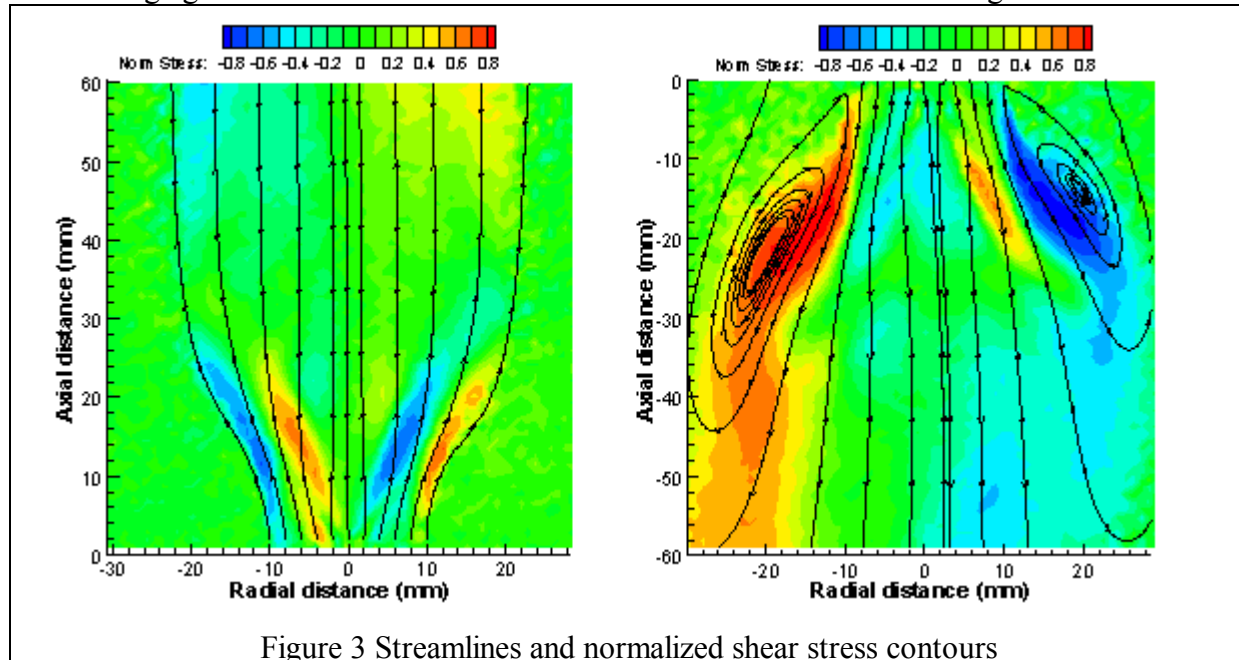 Norm Stress: -0.8 -0.6 -0.4 -0.2 0 0.2 0.4 0.6 0.8
60
50
40
30
20
10
0
Axial distance (mm)
-30 -20 -10 0 10 20
Radial distance (mm)
Norm Stress: -0.8 -0.6 -0.4 -0.2 0 0.2 0.4 0.6 0.8
0
-10
-20
-30
-40
-50
-60
Axial distance (mm)
-20 -10 0 10 20
Radial distance (mm)
Figure 3 Streamlines and normalized shear stress contours